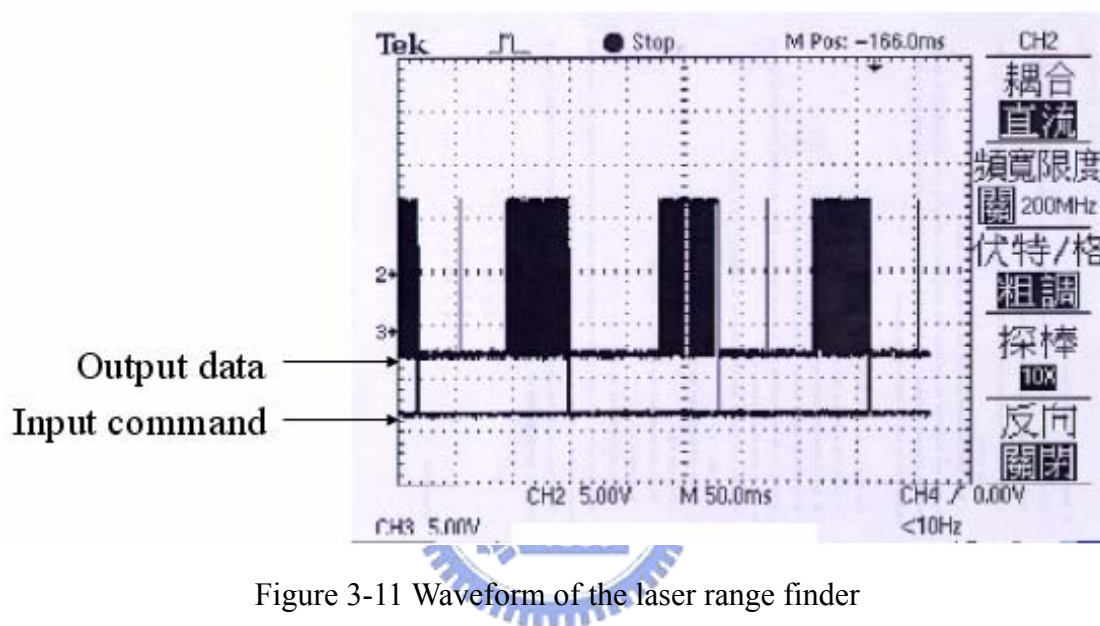 Tek Stop M Pos: -166.0ms CH2
耦合
直流
頻寬限度
關 200MHz
伏特/格
粗調
2
3
探棒
10X
Output data
Input command
反向
關閉
CH2 5.00V M 50.0ms CH4 / 0.00V
CH3 5.00V <10Hz
Figure 3-11 Waveform of the laser range finder